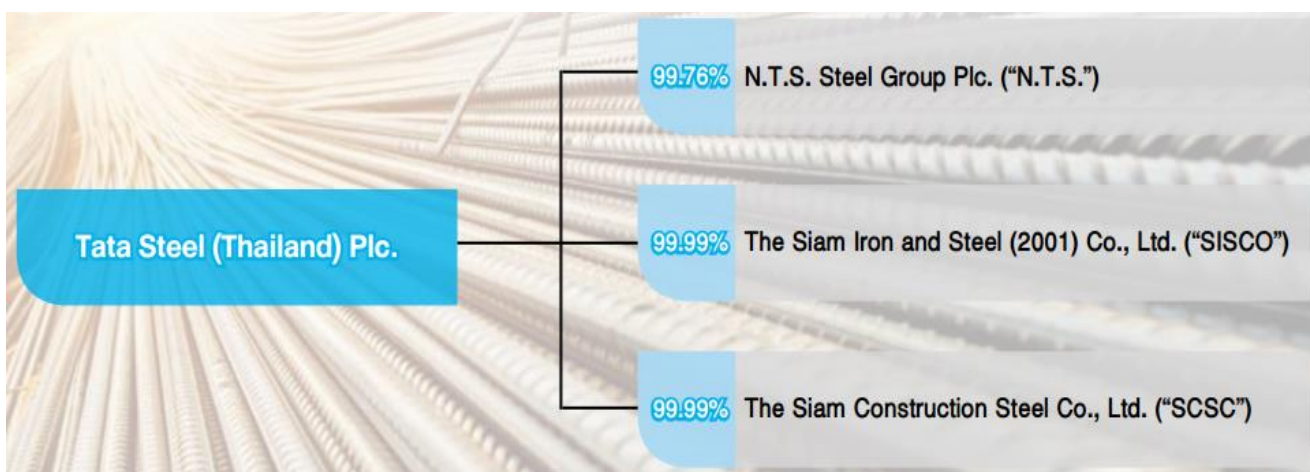 99.76% N.T.S. Steel Group Plc. (“N.T.S.”)
Tata Steel (Thailand) Plc.
99.99% The Siam Iron and Steel (2001) Co., Ltd. (“SISCO”)
99.99% The Siam Construction Steel Co., Ltd. (“SCSC”)